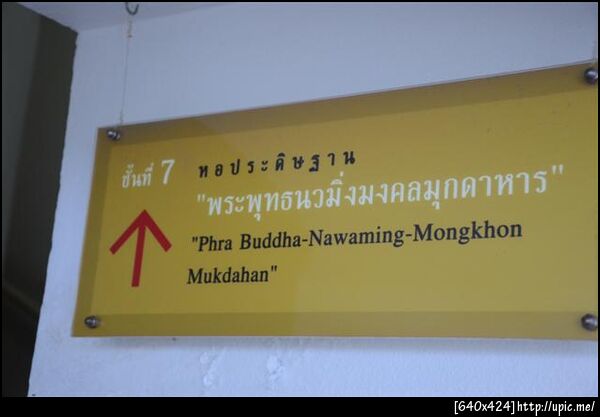 ชั้นที่ 7
หอประดิษฐาน
"พระพุทธนวมิ่งมงคลมุกดาหาร"
"Phra Buddha-Nawaming-Mongkhon
Mukdahan"
[640x424]http://upic.me/